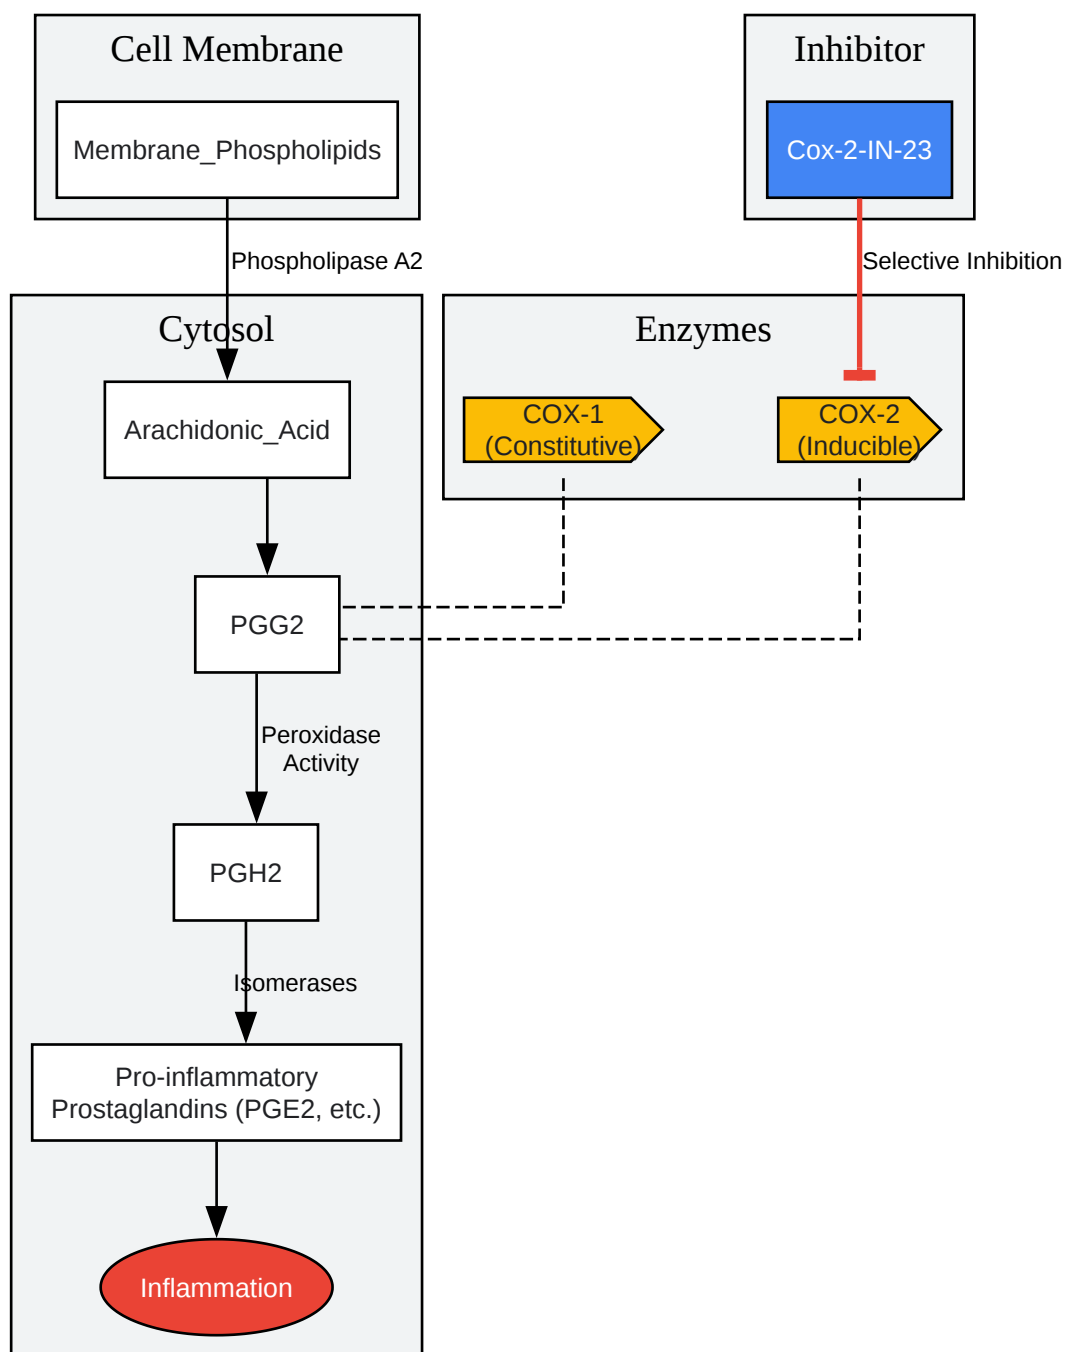 Cell Membrane
Inhibitor
Membrane_Phospholipids
Cox-2-IN-23
Phospholipase A2
Selective Inhibition
Cytosol
Enzymes
Arachidonic_Acid
COX-1
(Constitutive)
COX-2
(Inducible)
PGG2
Peroxidase
Activity
PGH2
Isomerases
Pro-inflammatory
Prostaglandins (PGE2, etc.)
Inflammation